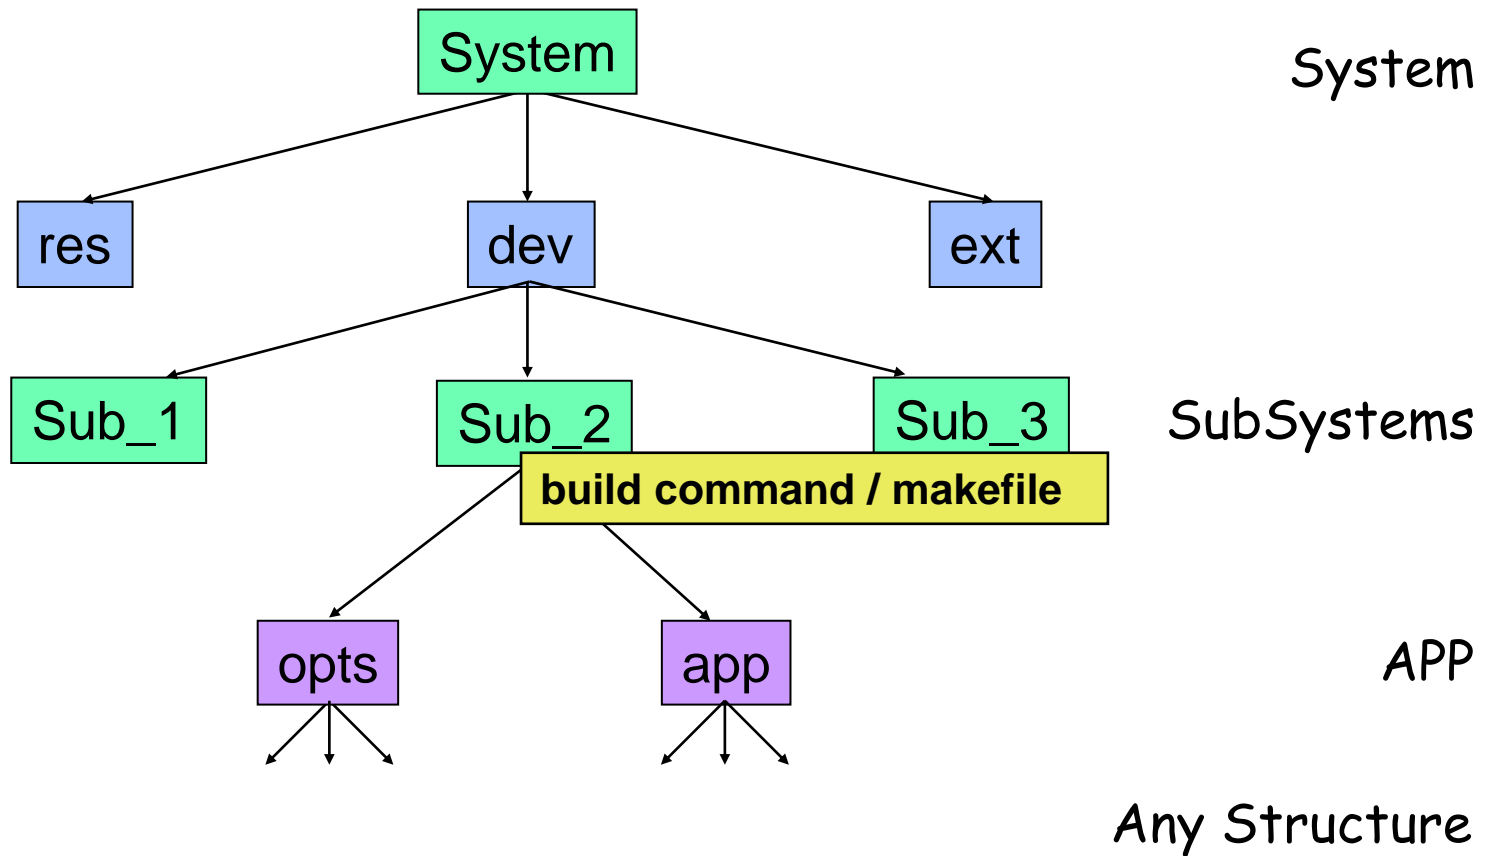 System
System
res
dev
ext
Sub_1
Sub_2
Sub_3
SubSystems
build command / makefile
opts
app
APP
Any Structure